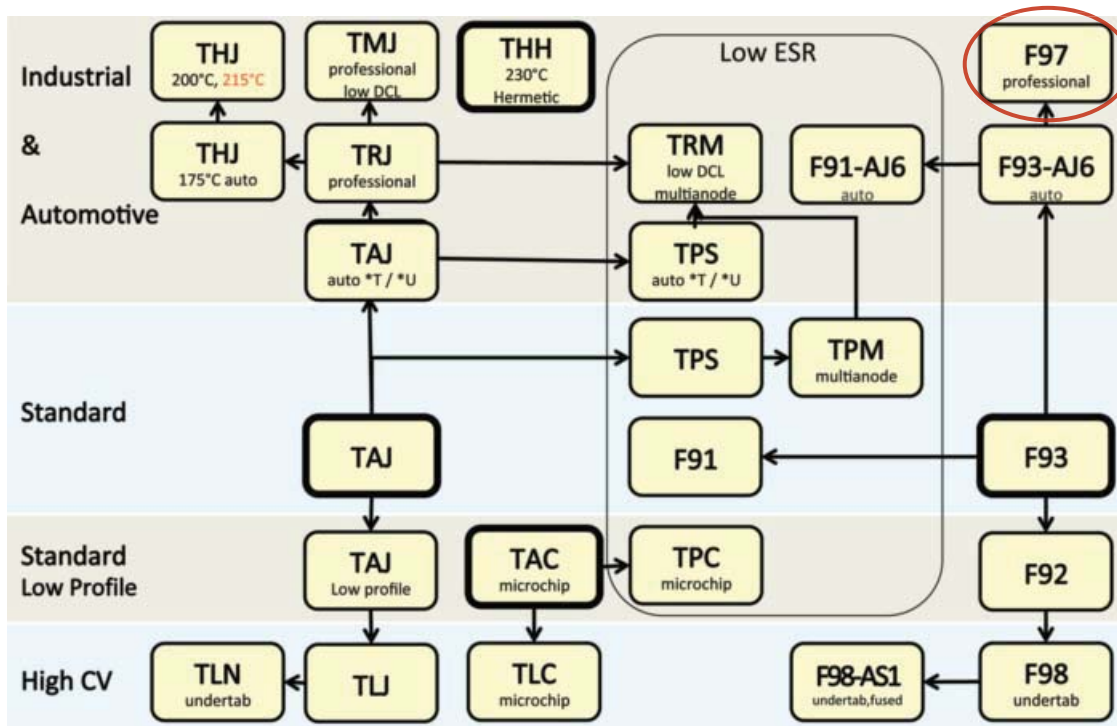 Industrial
&
Automotive
THJ
200°C, 215°C
TMJ
professional
low DCL
THH
230°C
Hermetic
Low ESR
F97
professional
THJ
175°C auto
TRJ
professional
TRM
low DCL
multianode
F91-AJ6
auto
F93-AJ6
auto
TAJ
auto *T / *U
TPS
auto *T / *U
Standard
TPS
TPM
multianode
TAJ
F91
F93
Standard
Low Profile
TAJ
Low profile
TAC
microchip
TPC
microchip
F92
High CV
TLN
undertab
TLJ
TLC
microchip
F98-AS1
undertab,fused
F98
undertab